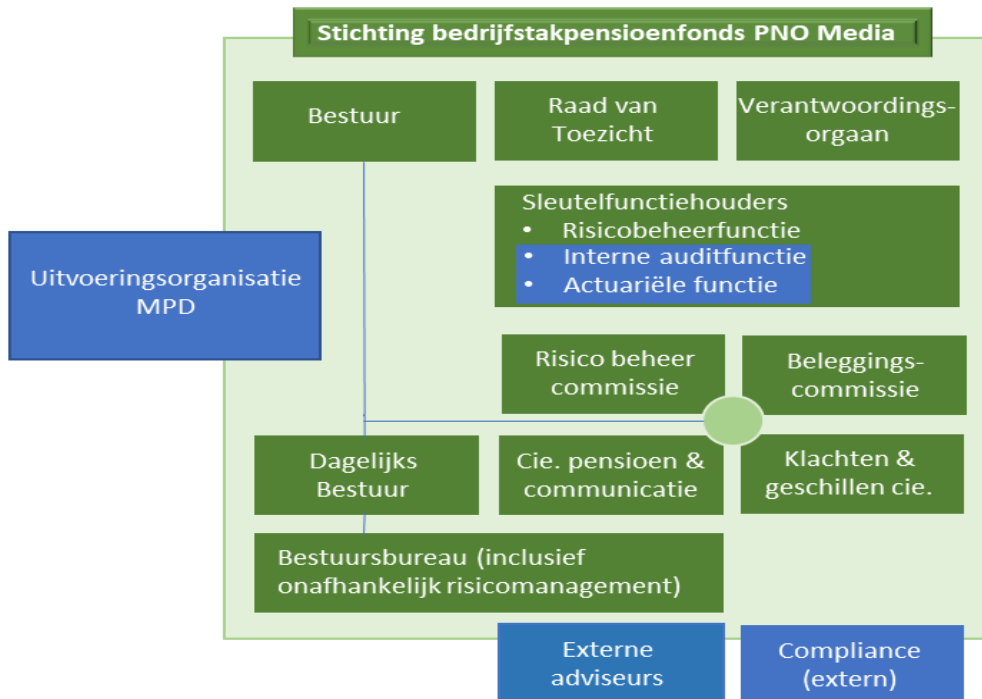 Stichting bedrijfstakpensioenfonds PNO Media
Bestuur
Raad van
Toezicht
Verantwoordings-
orgaan
Sleutelfunctiehouders
• Risicobeheerfunctie
• Interne auditfunctie
• Actuariële functie
Uitvoeringsorganisatie
MPD
Risico beheer
commissie
Beleggings-
commissie
Dagelijks
Bestuur
Cie. pensioen &
communicatie
Klachten &
geschillen cie.
Bestuursbureau (inclusief
onafhankelijk risicomanagement)
Externe
adviseurs
Compliance
(extern)